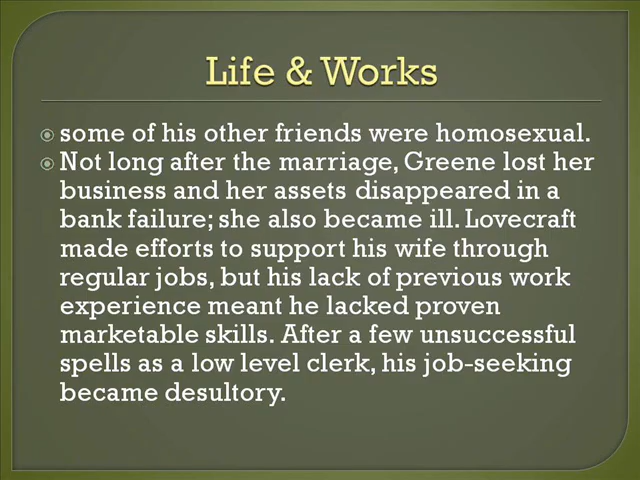 Life & Works
some of his other friends were homosexual.
Not long after the marriage, Greene lost her
business and her assets disappeared in a
bank failure; she also became ill. Lovecraft
made efforts to support his wife through
regular jobs, but his lack of previous work
experience meant he lacked proven
marketable skills. After a few unsuccessful
spells as a low level clerk, his job-seeking
became desultory.